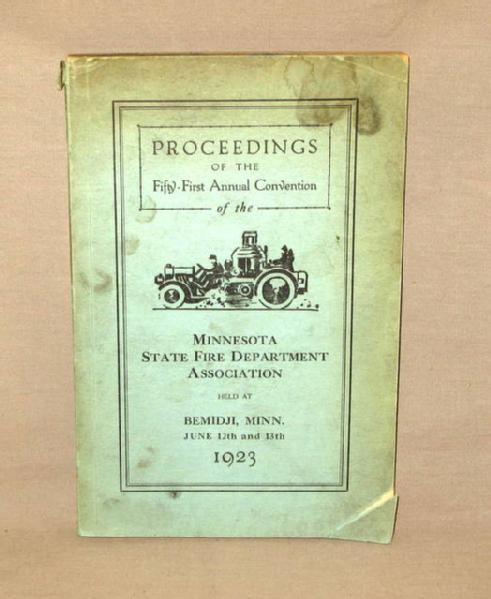 PROCEEDINGS
OF THE
Fifty-First Annual Convention
of the
MINNESOTA
STATE FIRE DEPARTMENT
ASSOCIATION
HELD AT
BEMIDJI, MINN.
JUNE 12th and 13th
1923